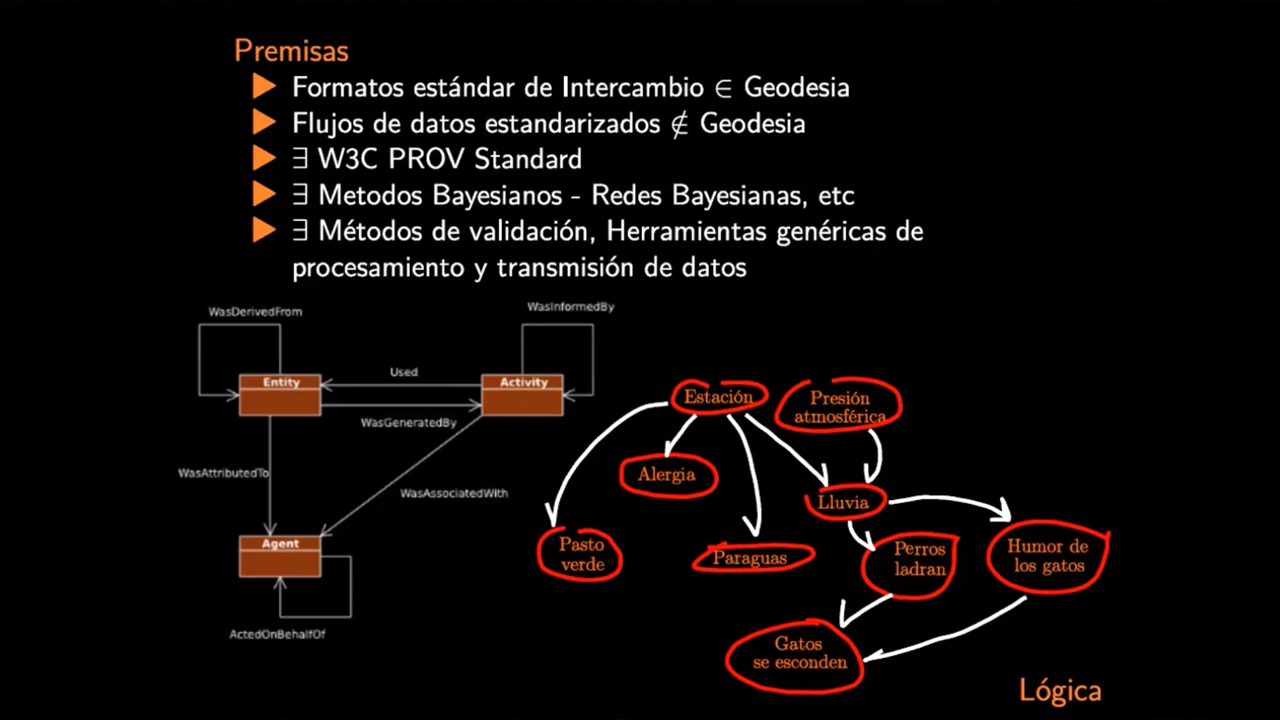 Premisas
Formatos estándar de Intercambio ∈ Geodesia
Flujos de datos estandarizados ∉ Geodesia
∃ W3C PROV Standard
∃ Metodos Bayesianos - Redes Bayesianas, etc
∃ Métodos de validación, Herramientas genéricas de
procesamiento y transmisión de datos
WasDerivedFrom
WasInformedBy
Used
Entity
Activity
WasGeneratedBy
WasAttributedTo
WasAssociatedWith
Agent
ActedOnBehalfOf
Estación
Presión
atmosférica
Alergia
Lluvia
Pasto
verde
Paraguas
Perros
ladran
Humor de
los gatos
Gatos
se esconden
Lógica